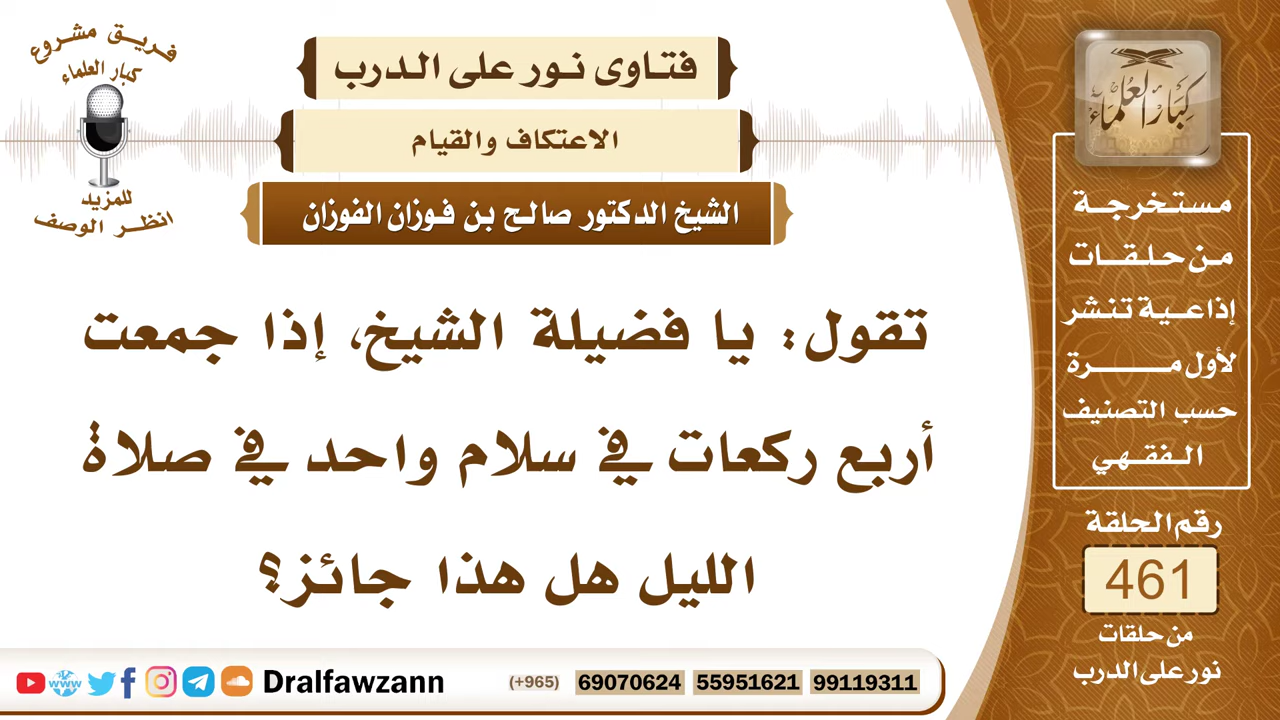 فريق مشروع
كبار العلماء
للمزيد
انظر الوصف
فتاوى نور على الدرب
الاعتكاف والقيام
الشيخ الدكتور صالح بن فوزان الفوزان
تقول: يا فضيلة الشيخ، إذا جمعت
أربع ركعات في سلام واحد في صلاة
الليل هل هذا جائز؟
كبار العلماء
مستخرجة
من حلقات
إذاعية تنشر
لأول مرة
حسب التصنيف
الفقهي
رقم الحلقة
461
من حلقات
نور على الدرب
www
Dralfawzann
(+965) 69070624 55951621 99119311